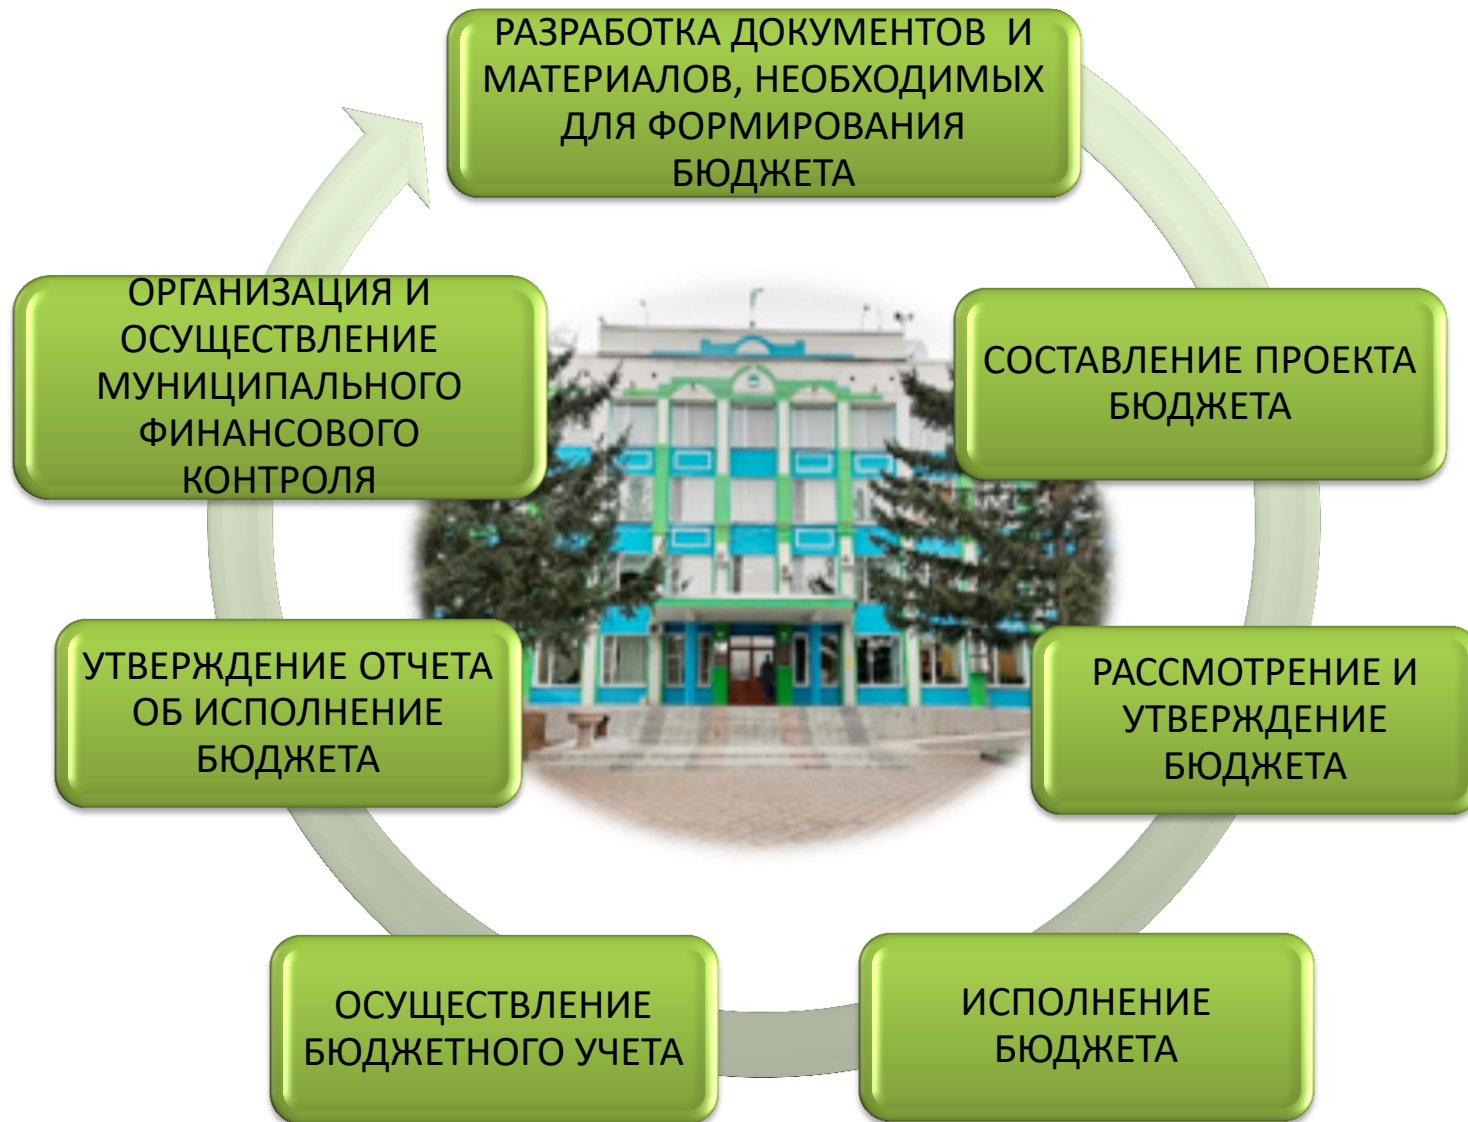 РАЗРАБОТКА ДОКУМЕНТОВ И
МАТЕРИАЛОВ, НЕОБХОДИМЫХ
ДЛЯ ФОРМИРОВАНИЯ
БЮДЖЕТА
СОСТАВЛЕНИЕ ПРОЕКТА
БЮДЖЕТА
РАССМОТРЕНИЕ И
УТВЕРЖДЕНИЕ
БЮДЖЕТА
ИСПОЛНЕНИЕ
БЮДЖЕТА
ОСУЩЕСТВЛЕНИЕ
БЮДЖЕТНОГО УЧЕТА
УТВЕРЖДЕНИЕ ОТЧЕТА
ОБ ИСПОЛНЕНИЕ
БЮДЖЕТА
ОРГАНИЗАЦИЯ И
ОСУЩЕСТВЛЕНИЕ
МУНИЦИПАЛЬНОГО
ФИНАНСОВОГО
КОНТРОЛЯ